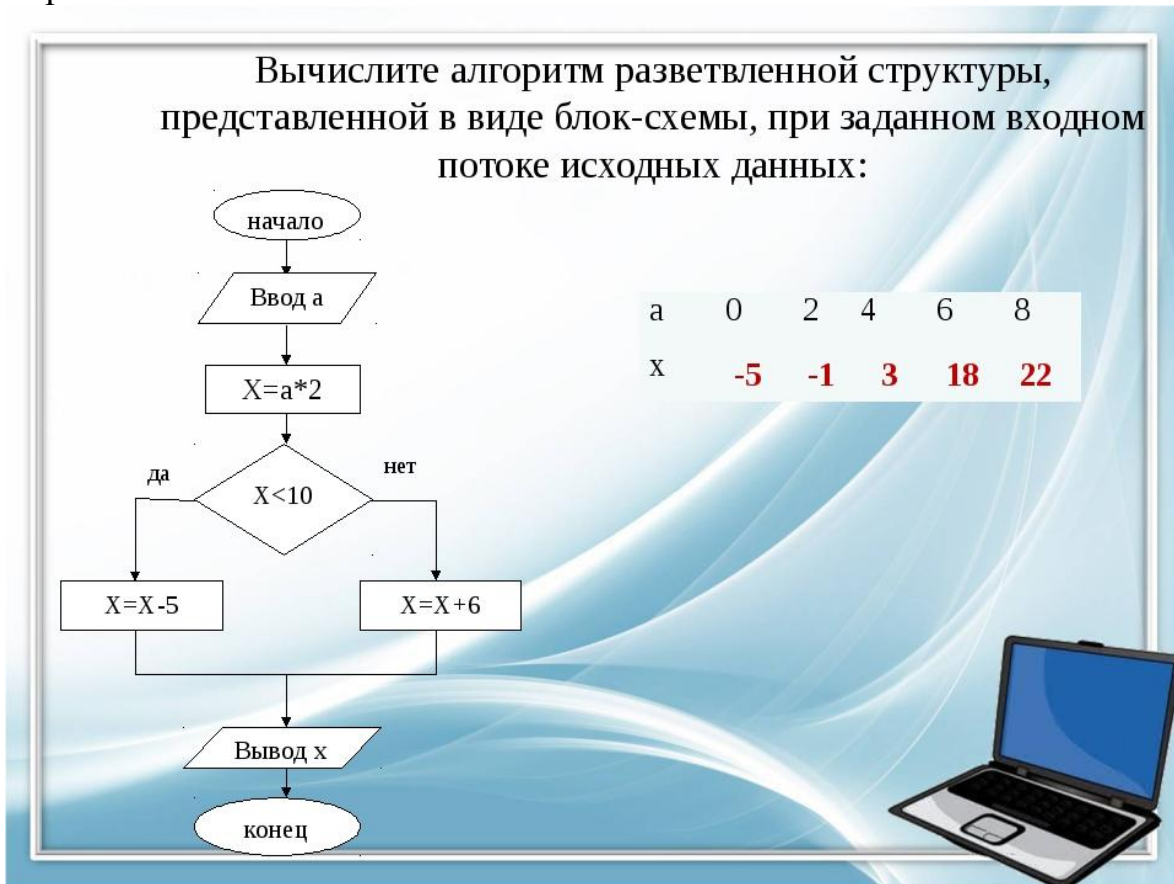 Вычислите алгоритм разветвленной структуры,
представленной в виде блок-схемы, при заданном входном
потоке исходных данных:
начало
Ввод а
X=a*2
да
нет
X<10
X=X-5
X=X+6
Вывод х
конец
а 0 2 4 6 8
х -5 -1 3 18 22